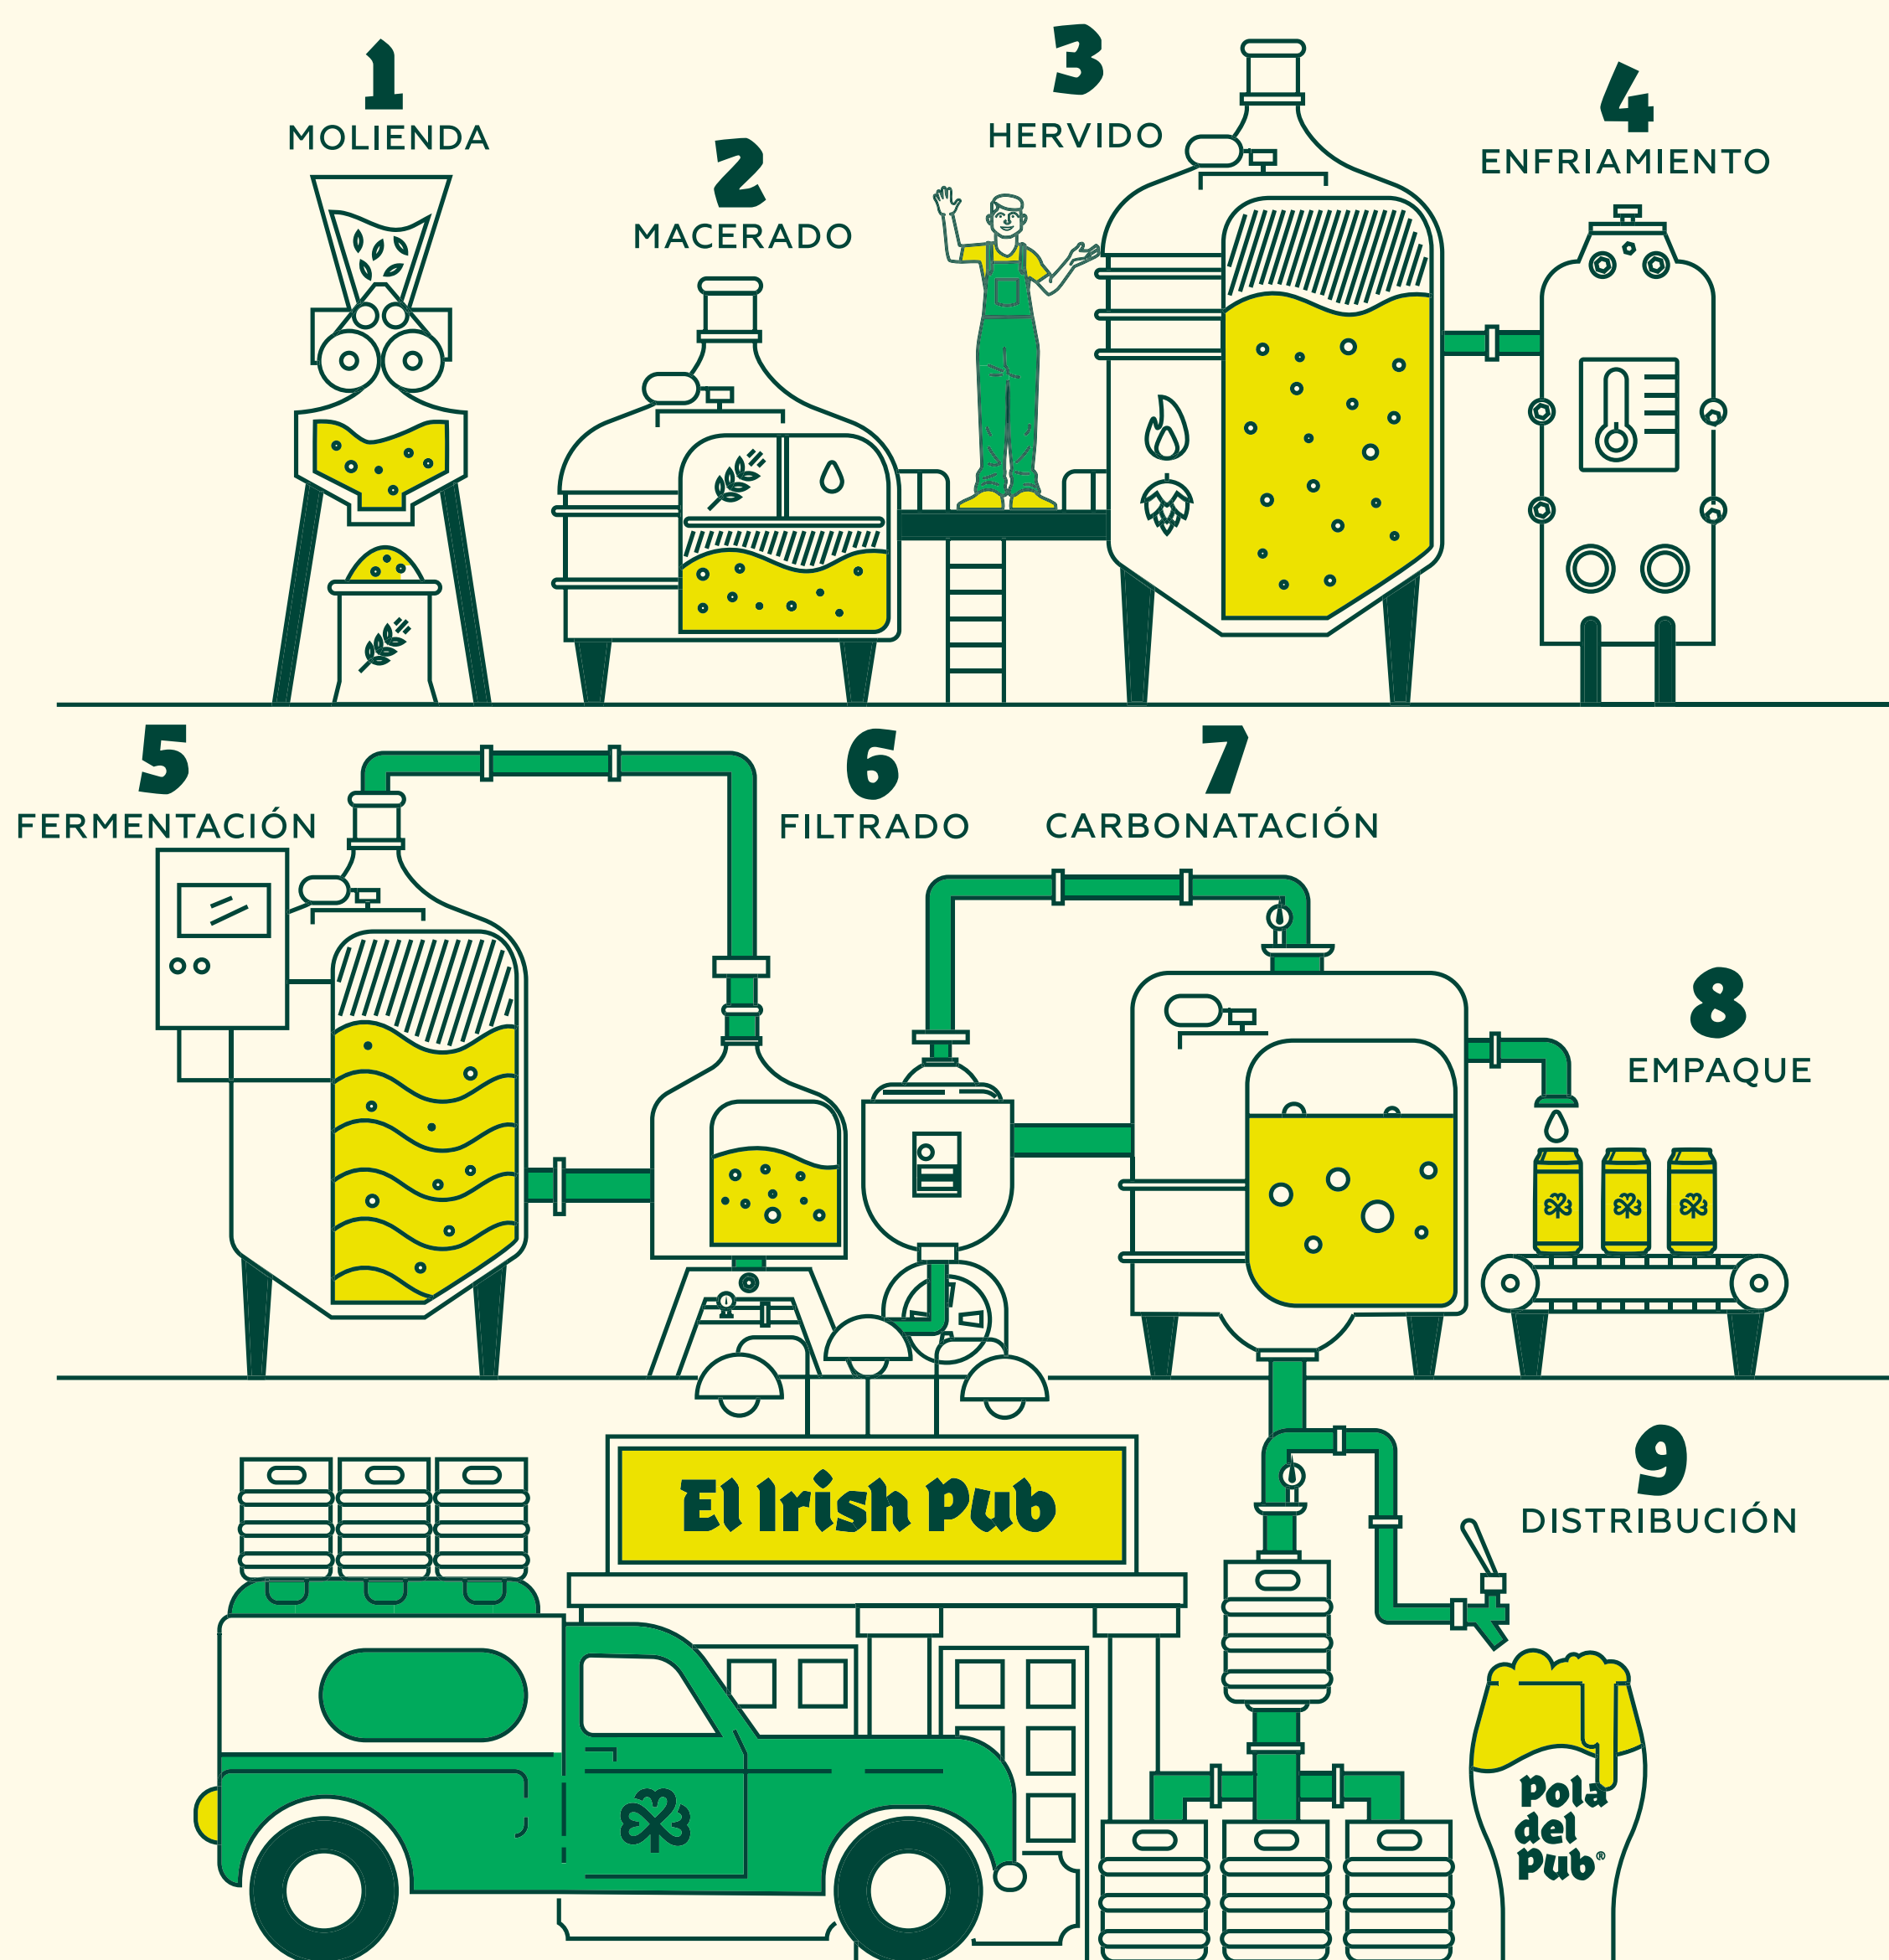 1
MOLIENDA
2
MACERADO
3
HERVIDO
4
ENFRIAMIENTO
5
FERMENTACIÓN
6
FILTRADO
7
CARBONATACIÓN
8
EMPAQUE
El Irish Pub
9
DISTRIBUCIÓN
Pola
del
Pub®